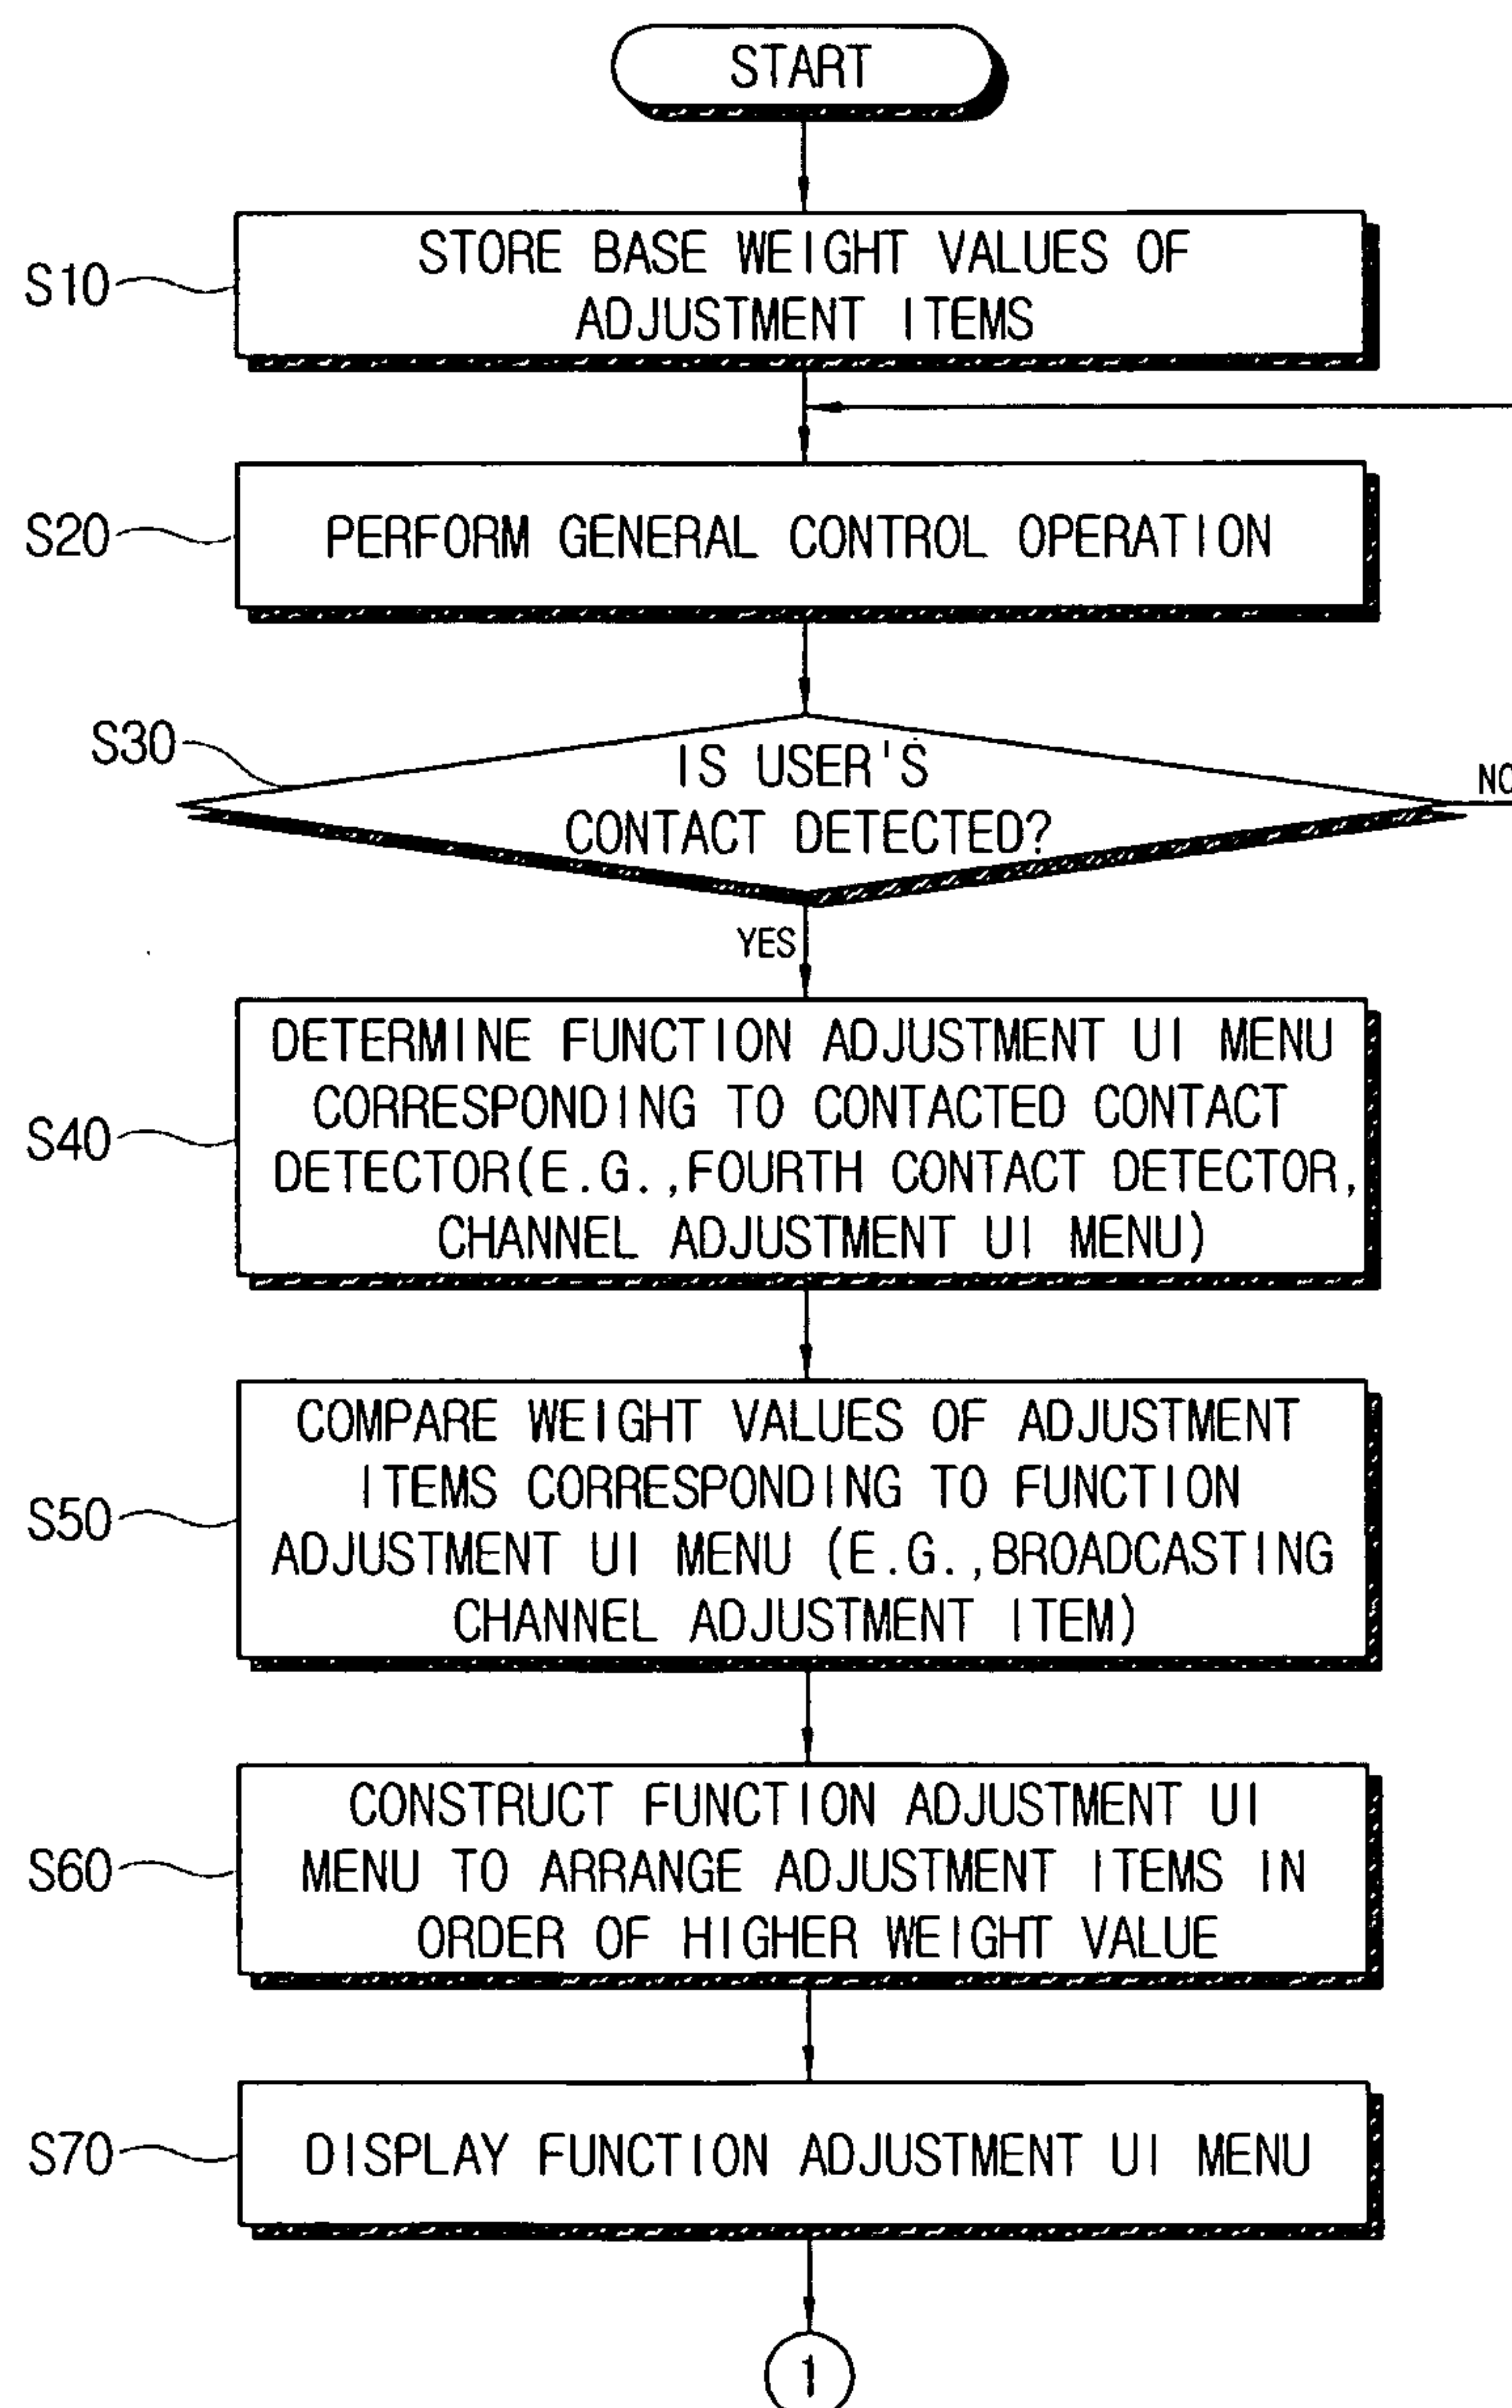 START
S10
STORE BASE WEIGHT VALUES OF
ADJUSTMENT ITEMS
S20
PERFORM GENERAL CONTROL OPERATION
S30
IS USER'S
CONTACT DETECTED?
NO
YES
S40
DETERMINE FUNCTION ADJUSTMENT UI MENU
CORRESPONDING TO CONTACTED CONTACT
DETECTOR(E.G.,FOURTH CONTACT DETECTOR,
CHANNEL ADJUSTMENT UI MENU)
S50
COMPARE WEIGHT VALUES OF ADJUSTMENT
ITEMS CORRESPONDING TO FUNCTION
ADJUSTMENT UI MENU (E.G.,BROADCASTING
CHANNEL ADJUSTMENT ITEM)
S60
CONSTRUCT FUNCTION ADJUSTMENT UI
MENU TO ARRANGE ADJUSTMENT ITEMS IN
ORDER OF HIGHER WEIGHT VALUE
S70
DISPLAY FUNCTION ADJUSTMENT UI MENU
1